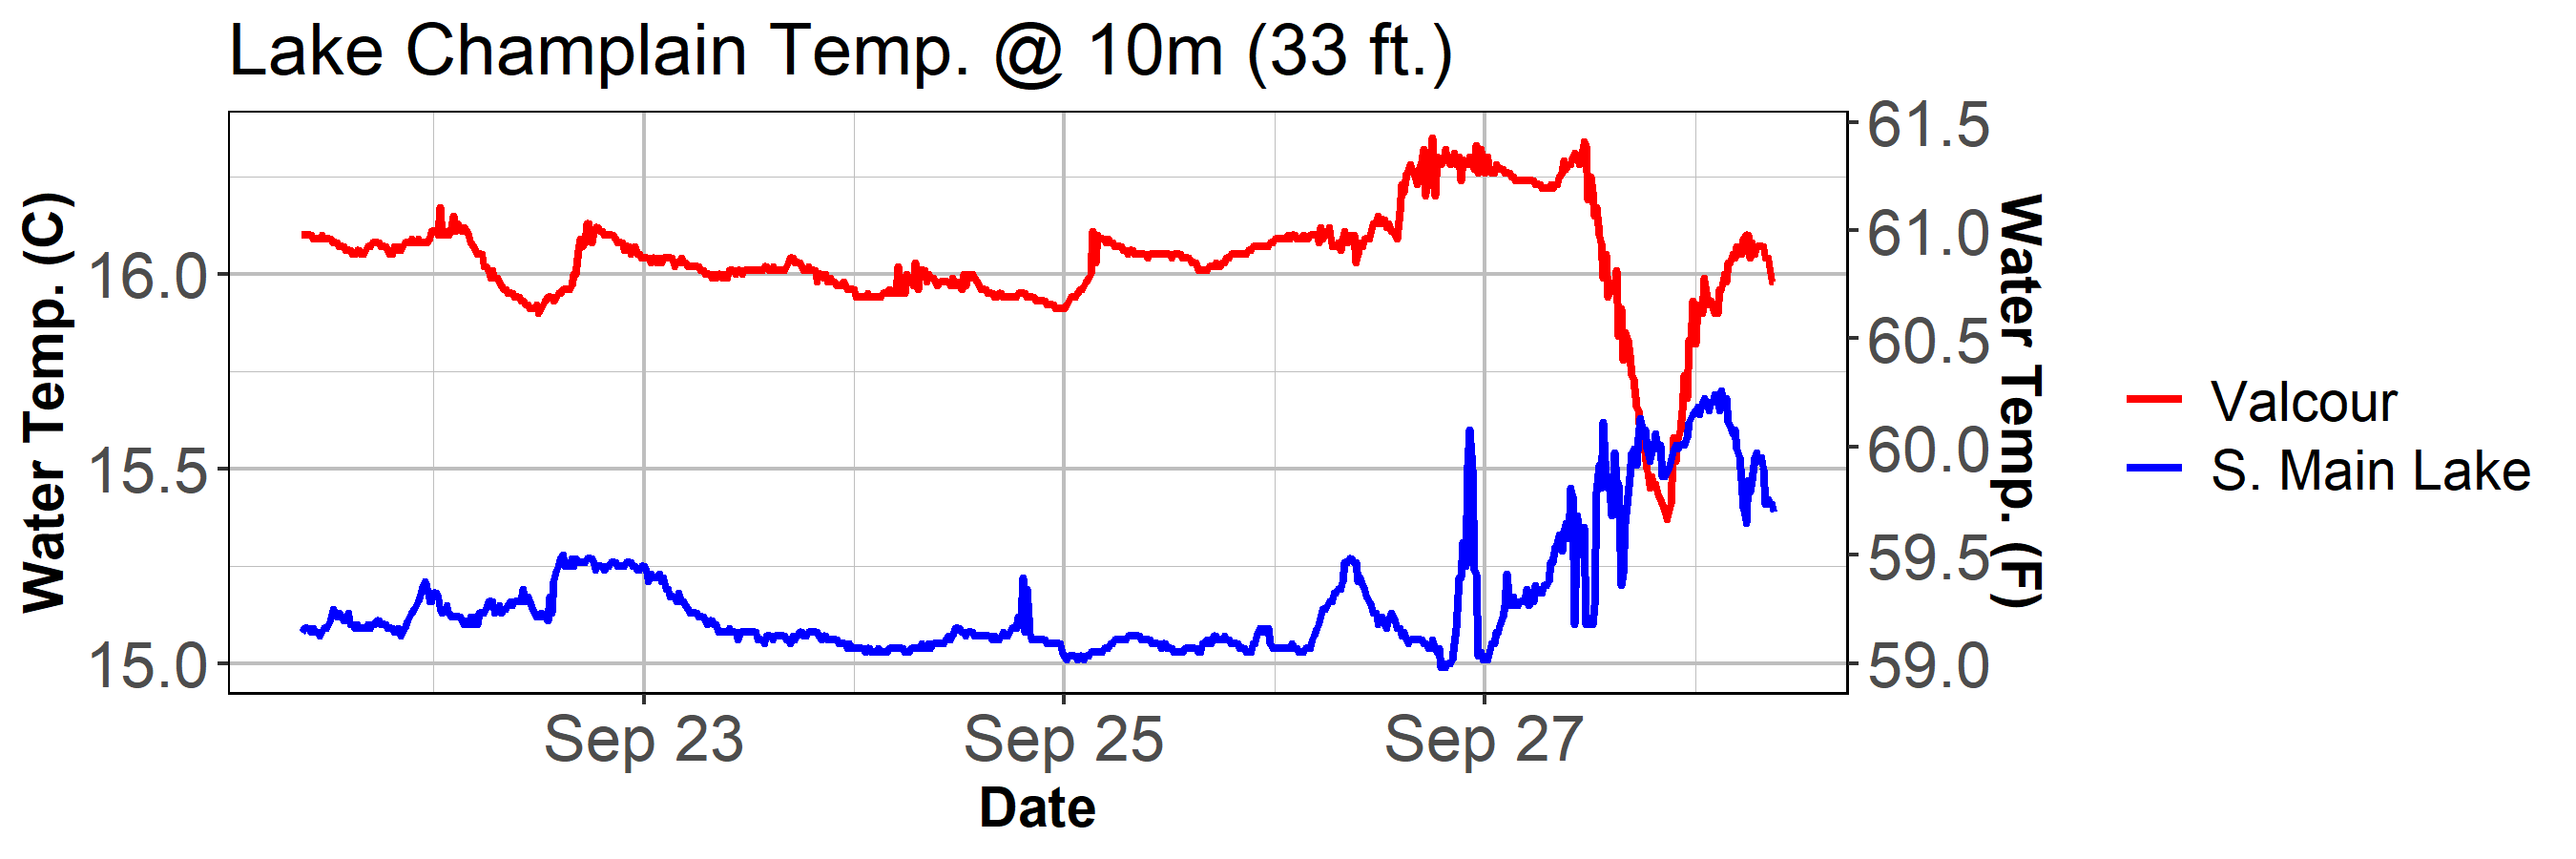 Lake Champlain Temp. @ 10m (33 ft.)
Water Temp. (C)
16.0
15.5
15.0
61.5
61.0
60.5
60.0
59.5
59.0
Water Temp. (F)
Sep 23
Sep 25
Sep 27
Date
Valcour
S. Main Lake